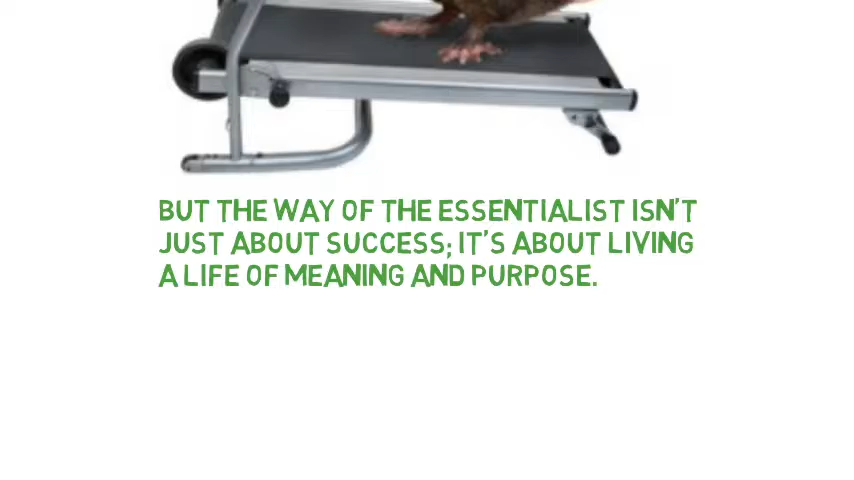 BUT THE WAY OF THE ESSENTIALIST ISN'T
JUST ABOUT SUCCESS; IT'S ABOUT LIVING
A LIFE OF MEANING AND PURPOSE.